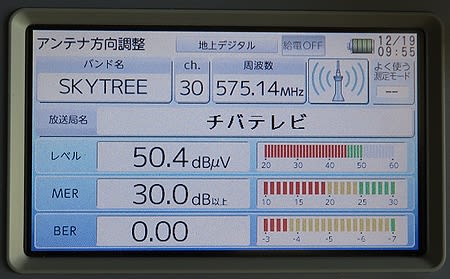 アンテナ方向調整 地上デジタル 給電OFF 12/19
09:55
バンド名 ch. 周波数 よく使う
測定モード
SKYTREE 30 575.14MHz --
放送局名 チバテレビ
レベル 50.4dBμV
20 30 40 50 60
MER 30.0dB以上
10 15 20 25 30
BER 0.00
-3 -4 -5 -6 -7